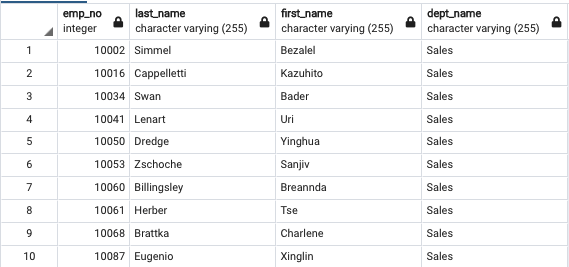 emp_no last_name first_name dept_name
integer character varying (255) character varying (255) character varying (255)
1 10002 Simmel Bezalel Sales
2 10016 Cappelletti Kazuhito Sales
3 10034 Swan Bader Sales
4 10041 Lenart Uri Sales
5 10050 Dredge Yinghua Sales
6 10053 Zschoche Sanjiv Sales
7 10060 Billingsley Breannda Sales
8 10061 Herber Tse Sales
9 10068 Brattka Charlene Sales
10 10087 Eugenio Xinglin Sales